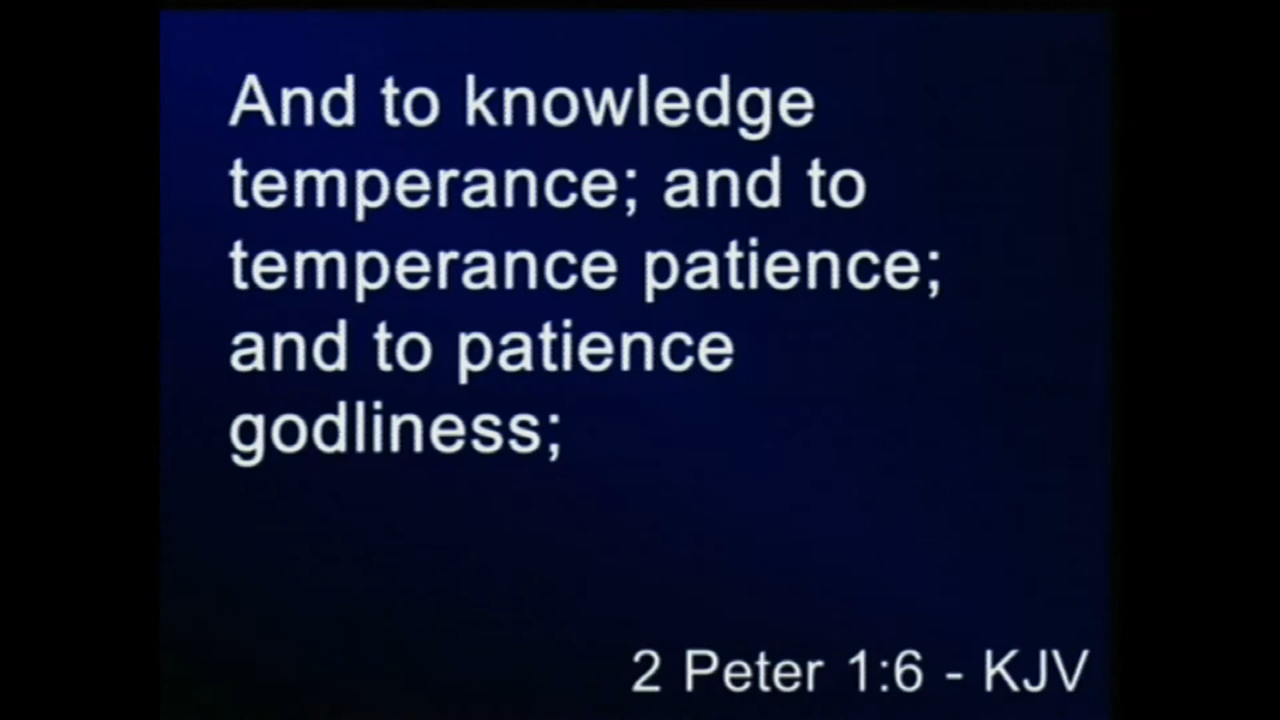 And to knowledge
temperance; and to
temperance patience;
and to patience
godliness;
2 Peter 1:6 - KJV